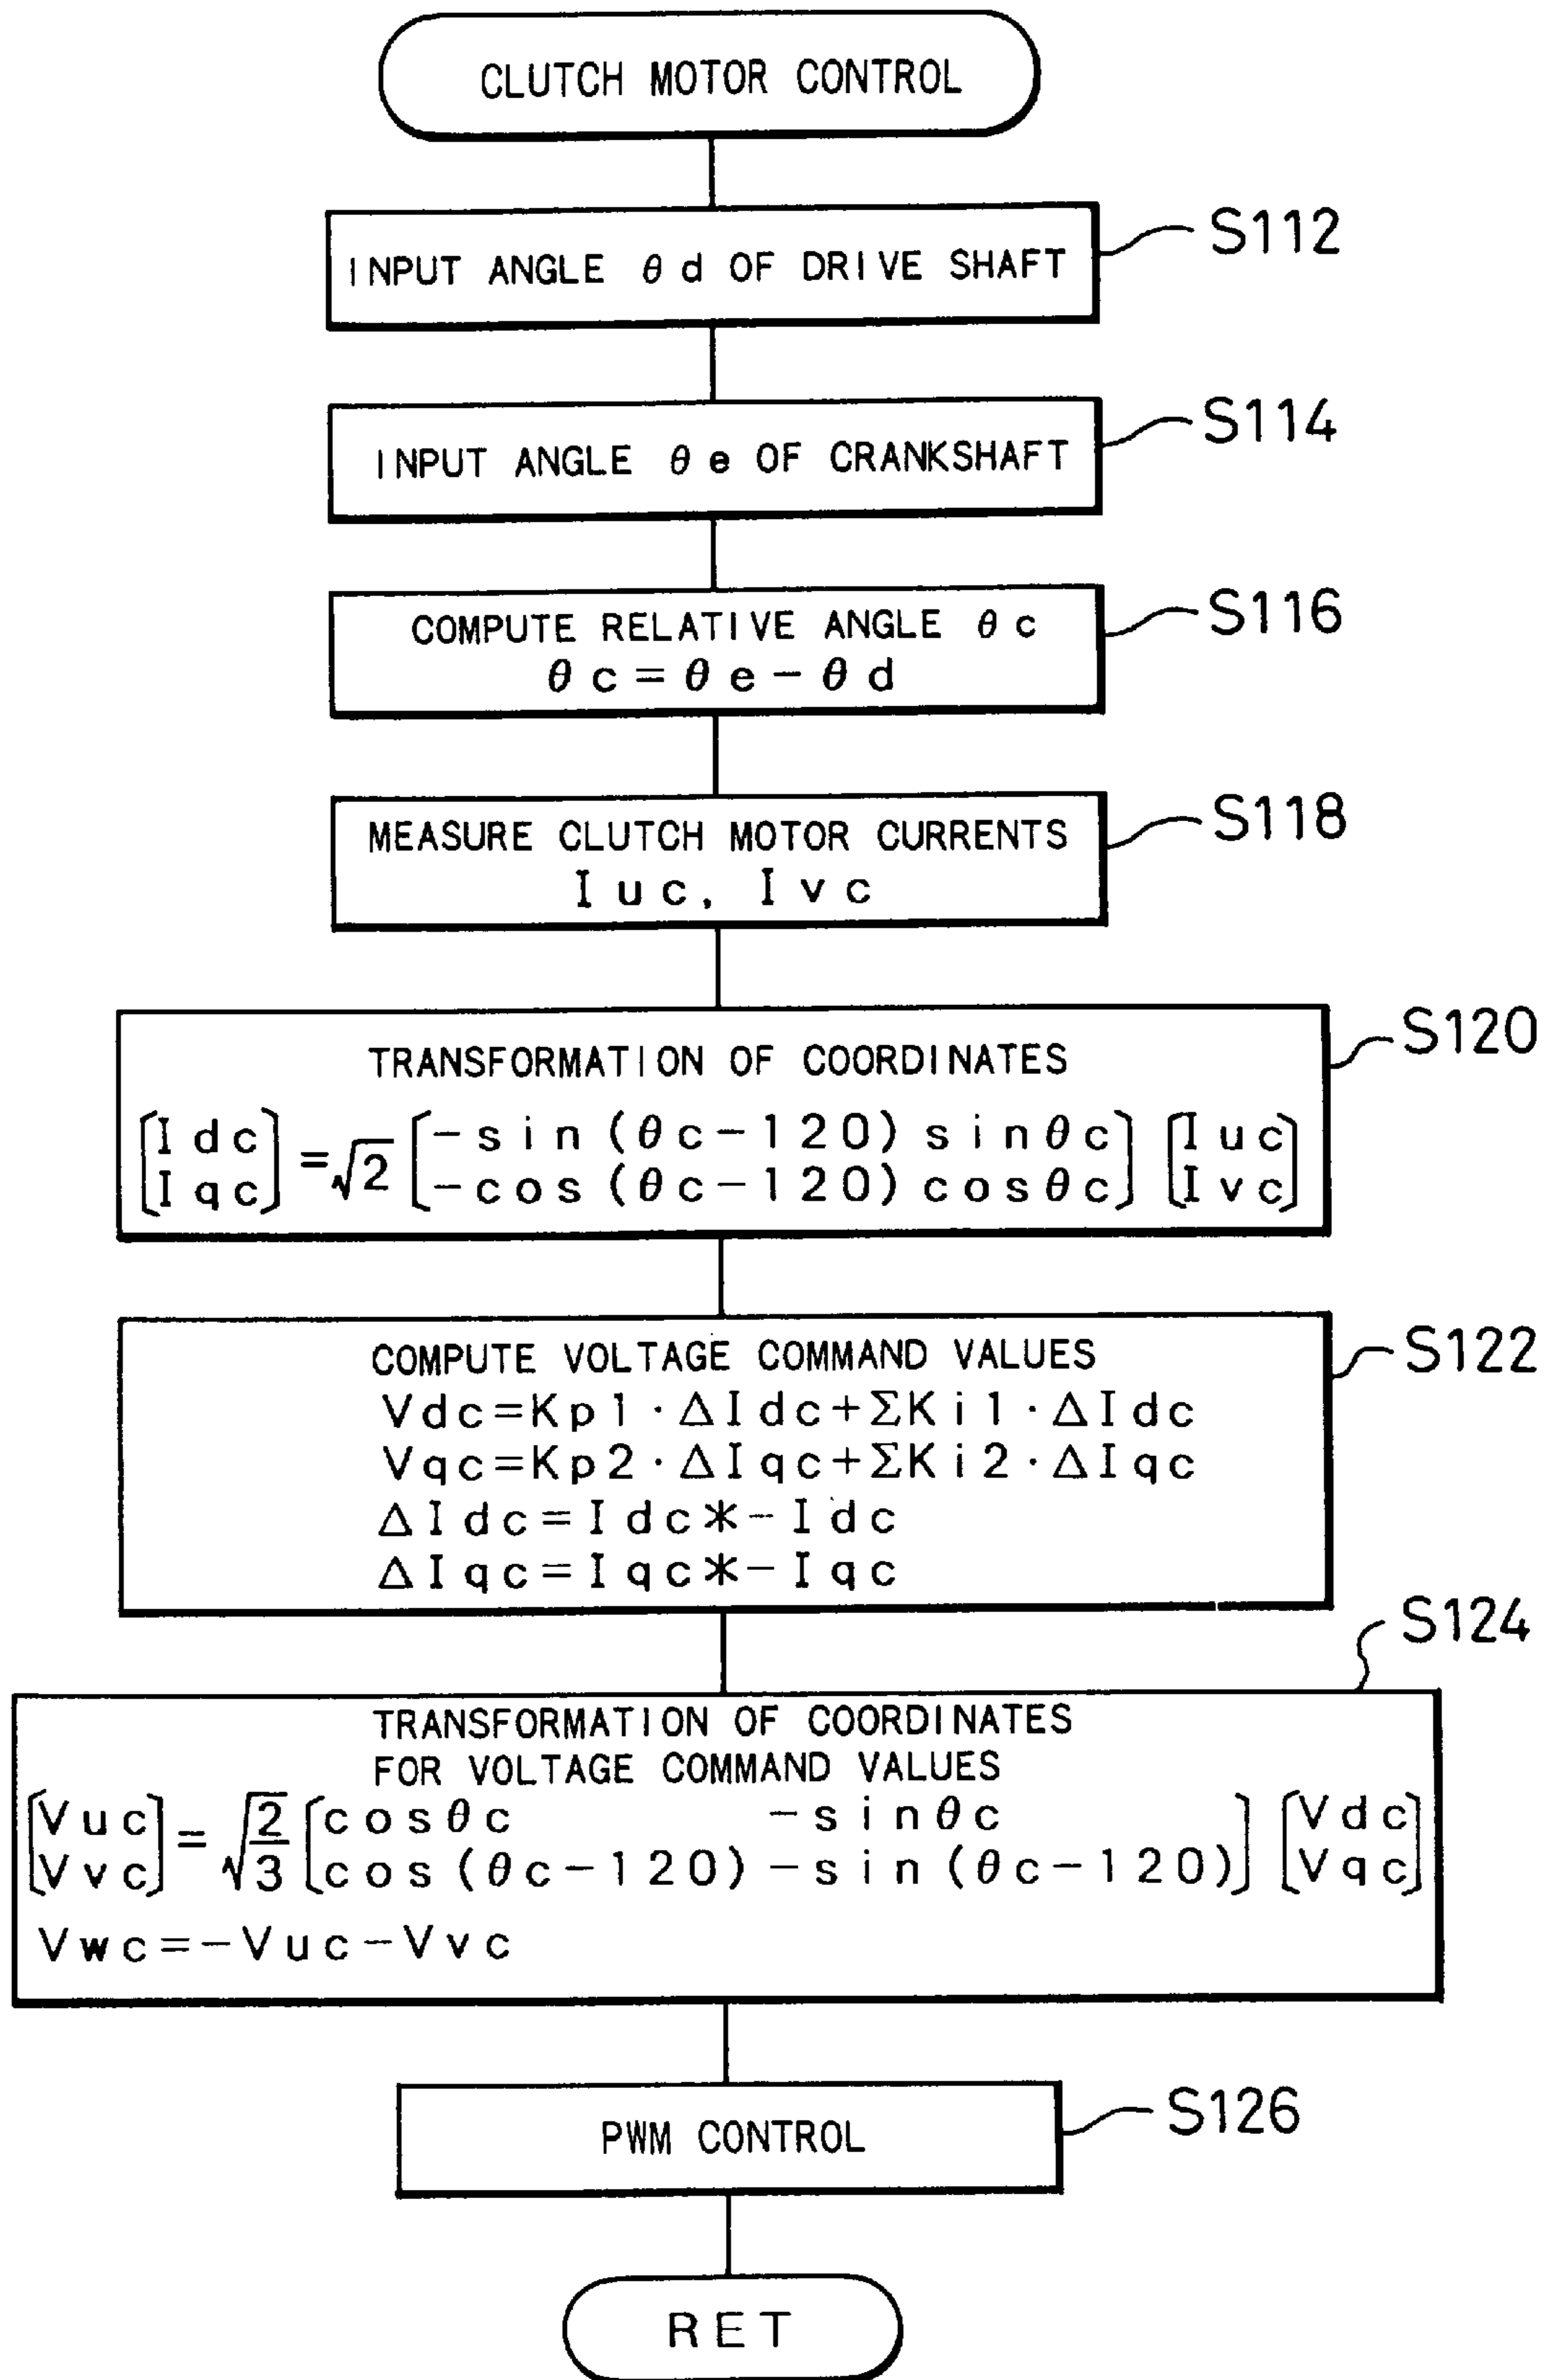 CLUTCH MOTOR CONTROL
INPUT ANGLE θd OF DRIVE SHAFT
S112
INPUT ANGLE θe OF CRANKSHAFT
S114
COMPUTE RELATIVE ANGLE θc
θc=θe-θd
S116
MEASURE CLUTCH MOTOR CURRENTS
Iuc, Ivc
S118
TRANSFORMATION OF COORDINATES
S120
[Idc] =√2 [-sin(θc-120) sinθc] [Iuc]
[Iqc] [-cos(θc-120) cosθc] [Ivc]
COMPUTE VOLTAGE COMMAND VALUES
S122
Vdc=Kp1·ΔIdc+ΣKi1·ΔIdc
Vqc=Kp2·ΔIqc+ΣKi2·ΔIqc
ΔIdc=Idc*-Idc
ΔIqc=Iqc*-Iqc
S124
TRANSFORMATION OF COORDINATES
FOR VOLTAGE COMMAND VALUES
[Vuc] = √2/3 [cosθc -sinθc] [Vdc]
[Vvc] [cos(θc-120) -sin(θc-120)] [Vqc]
Vwc=-Vuc-Vvc
PWM CONTROL
S126
RET